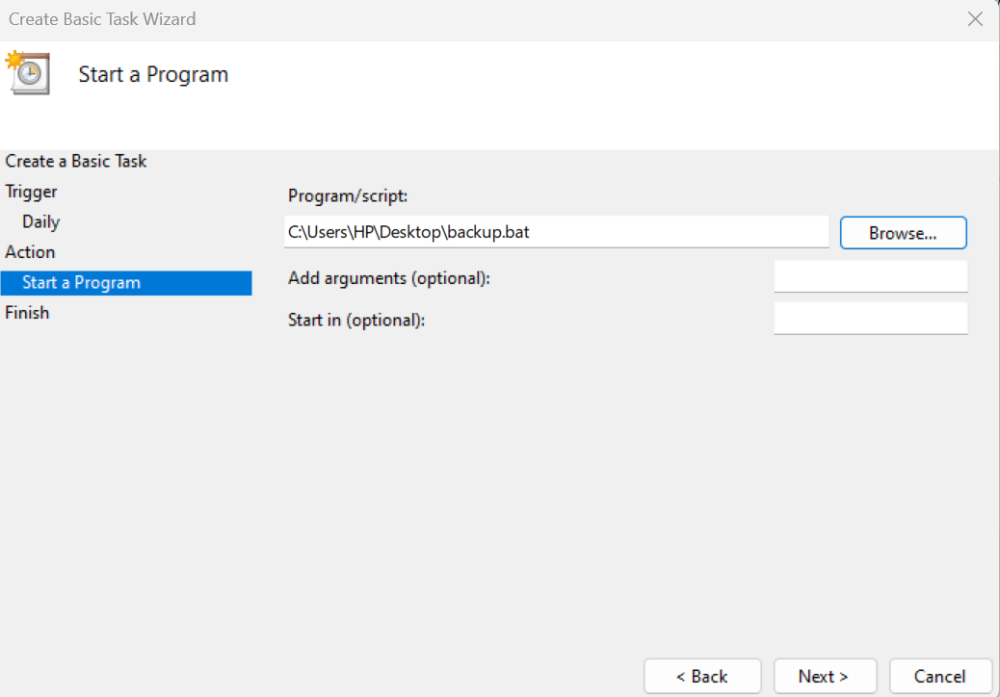 Create Basic Task Wizard
Start a Program
Create a Basic Task
Trigger
Daily
Action
Start a Program
Finish
Program/script:
C:\Users\HP\Desktop\backup.bat
Browse...
Add arguments (optional):
Start in (optional):
< Back
Next >
Cancel